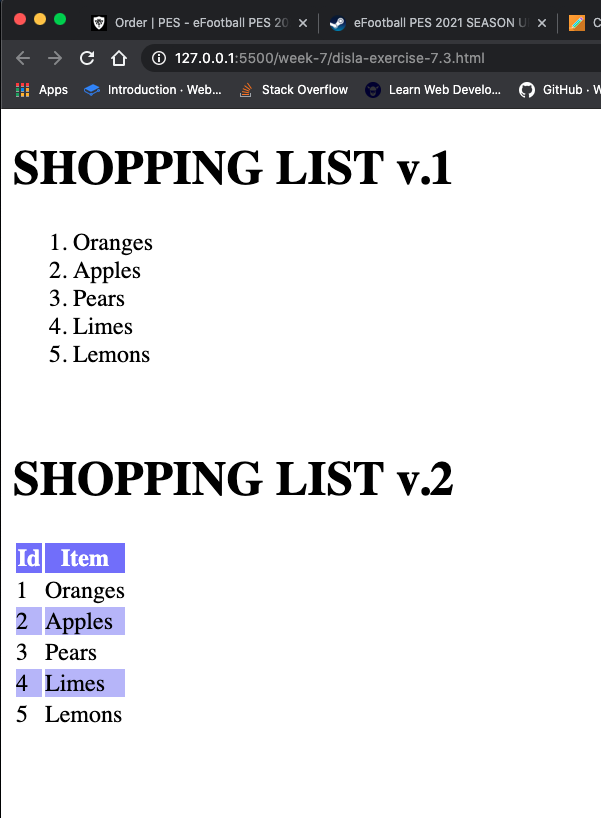 Order | PES - eFootball PES 20
eFootball PES 2021 SEASON U
C
127.0.0.1:5500/week-7/disla-exercise-7.3.html
Apps
Introduction · Web...
Stack Overflow
Learn Web Develo...
GitHub · W
SHOPPING LIST v.1
1. Oranges
2. Apples
3. Pears
4. Limes
5. Lemons
SHOPPING LIST v.2
Id Item
1 Oranges
2 Apples
3 Pears
4 Limes
5 Lemons